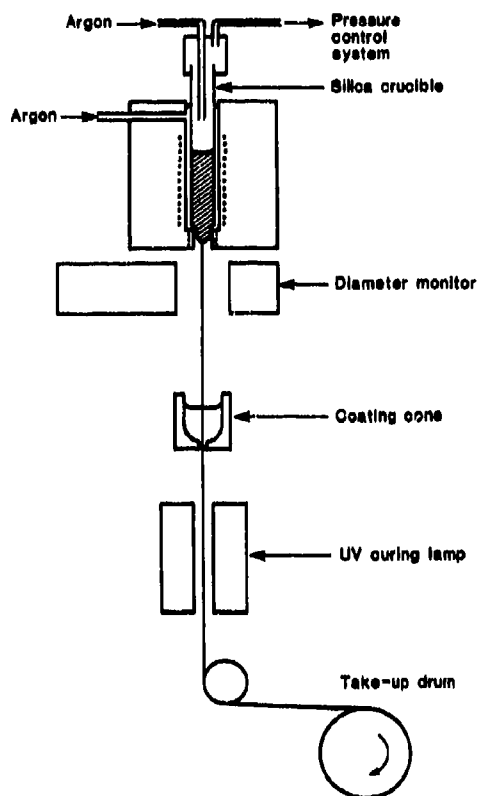 Argon
Pressure
control
system
Silica crucible
Argon
Diameter monitor
Coating cone
UV curing lamp
Take-up drum